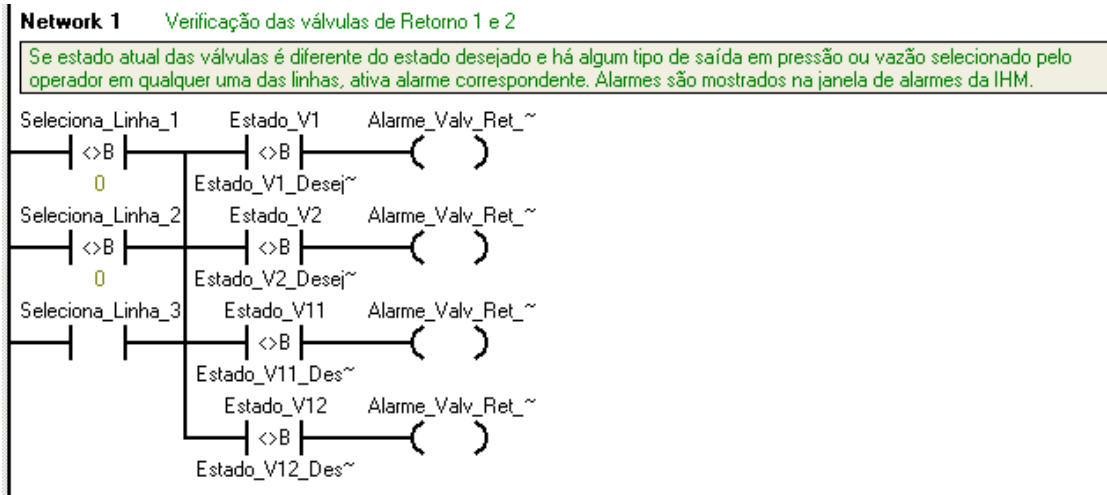 Network 1 Verificação das válvulas de Retorno 1 e 2
Se estado atual das válvulas é diferente do estado desejado e há algum tipo de saída em pressão ou vazão selecionado pelo
operador em qualquer uma das linhas, ativa alarme correspondente. Alarmes são mostrados na janela de alarmes da IHM.
Seleciona_Linha_1 Estado_V1 Alarme_Valv_Ret_~
<>B <>B
0 Estado_V1_Desej~
Seleciona_Linha_2 Estado_V2 Alarme_Valv_Ret_~
<>B <>B
0 Estado_V2_Desej~
Seleciona_Linha_3 Estado_V11 Alarme_Valv_Ret_~
<>B
Estado_V11_Des~
Estado_V12 Alarme_Valv_Ret_~
<>B
Estado_V12_Des~